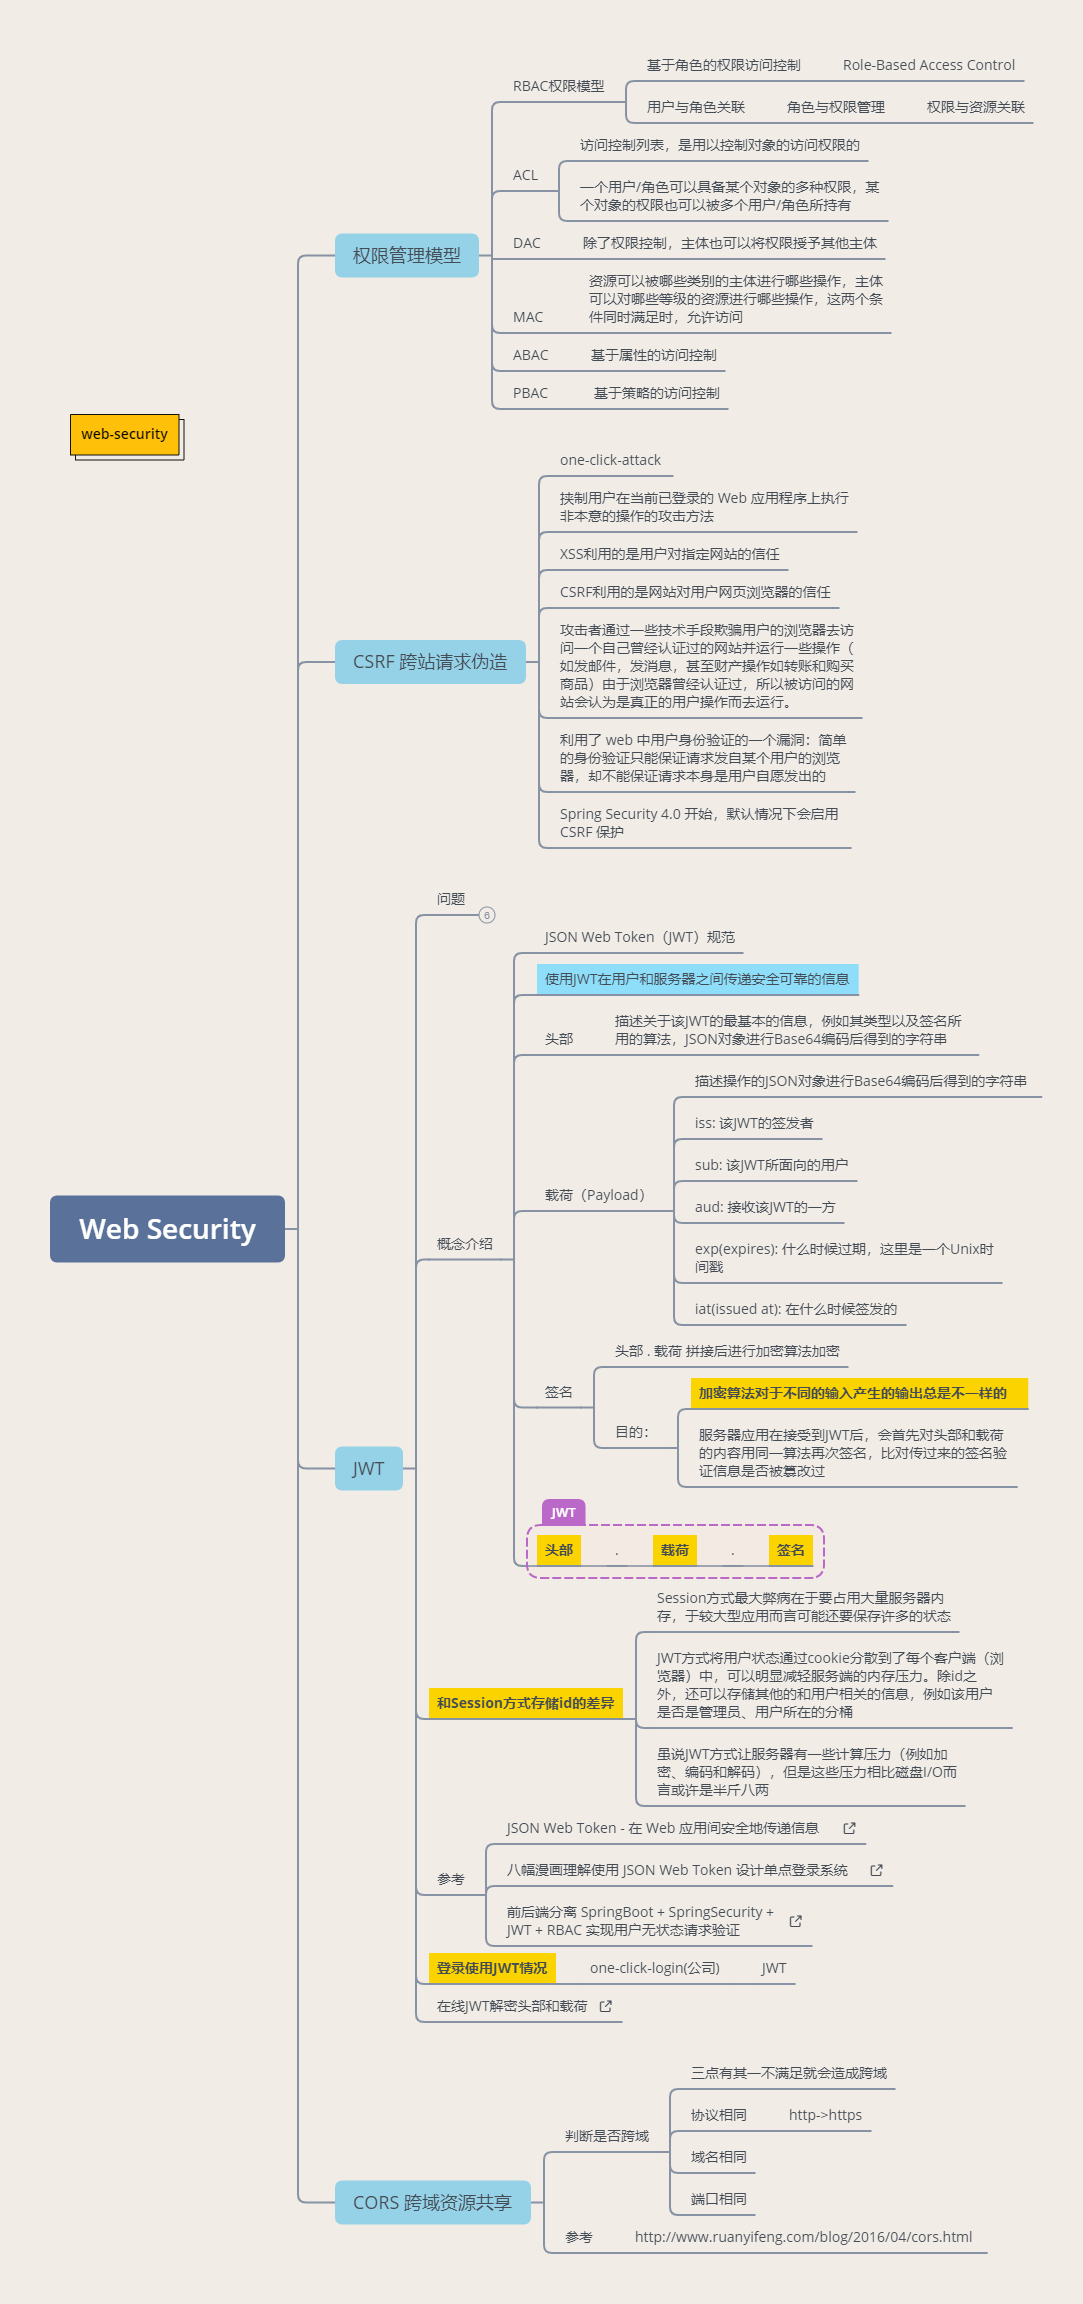 web-security
Web Security
权限管理模型
RBAC权限模型
基于角色的权限访问控制
Role-Based Access Control
用户与角色关联
角色与权限管理
权限与资源关联
ACL
访问控制列表，是用以控制对象的访问权限的
一个用户/角色可以具备某个对象的多种权限，某
个对象的权限也可以被多个用户/角色所持有
DAC
除了权限控制，主体也可以将权限授予其他主体
MAC
资源可以被哪些类别的主体进行哪些操作，主体
可以对哪些等级的资源进行哪些操作，这两个条
件同时满足时，允许访问
ABAC
基于属性的访问控制
PBAC
基于策略的访问控制
CSRF 跨站请求伪造
one-click-attack
挟制用户在当前已登录的 Web 应用程序上执行
非本意的操作的攻击方法
XSS利用的是用户对指定网站的信任
CSRF利用的是网站对用户网页浏览器的信任
攻击者通过一些技术手段欺骗用户的浏览器去访
问一个自己曾经认证过的网站并运行一些操作（
如发邮件，发消息，甚至财产操作如转账和购买
商品）由于浏览器曾经认证过，所以被访问的网
站会认为是真正的用户操作而去运行。
利用了 web 中用户身份验证的一个漏洞：简单
的身份验证只能保证请求发自某个用户的浏览
器，却不能保证请求本身是用户自愿发出的
Spring Security 4.0 开始，默认情况下会启用
CSRF 保护
JWT
问题
6
概念介绍
JSON Web Token（JWT）规范
使用JWT在用户和服务器之间传递安全可靠的信息
头部
描述关于该JWT的最基本的信息，例如其类型以及签名所
用的算法，JSON对象进行Base64编码后得到的字符串
载荷（Payload）
描述操作的JSON对象进行Base64编码后得到的字符串
iss: 该JWT的签发者
sub: 该JWT所面向的用户
aud: 接收该JWT的一方
exp(expires): 什么时候过期，这里是一个Unix时
间戳
iat(issued at): 在什么时候签发的
签名
头部 . 载荷 拼接后进行加密算法加密
目的：
加密算法对于不同的输入产生的输出总是不一样的
服务器应用在接受到JWT后，会首先对头部和载荷
的内容用同一算法再次签名，比对传过来的签名验
证信息是否被篡改过
JWT
头部 . 载荷 . 签名
和Session方式存储id的差异
Session方式最大弊病在于要占用大量服务器内
存，于较大型应用而言可能还要保存许多的状态
JWT方式将用户状态通过cookie分散到了每个客户端（浏
览器）中，可以明显减轻服务端的内存压力。除id之
外，还可以存储其他的和用户相关的信息，例如该用户
是否是管理员、用户所在的分桶
虽说JWT方式让服务器有一些计算压力（例如加
密、编码和解码），但是这些压力相比磁盘I/O而
言或许是半斤八两
参考
JSON Web Token - 在 Web 应用间安全地传递信息
八幅漫画理解使用 JSON Web Token 设计单点登录系统
前后端分离 SpringBoot + SpringSecurity +
JWT + RBAC 实现用户无状态请求验证
登录使用JWT情况
one-click-login(公司)
JWT
在线JWT解密头部和载荷
CORS 跨域资源共享
判断是否跨域
三点有其一不满足就会造成跨域
协议相同
http->https
域名相同
端口相同
参考
http://www.ruanyifeng.com/blog/2016/04/cors.html